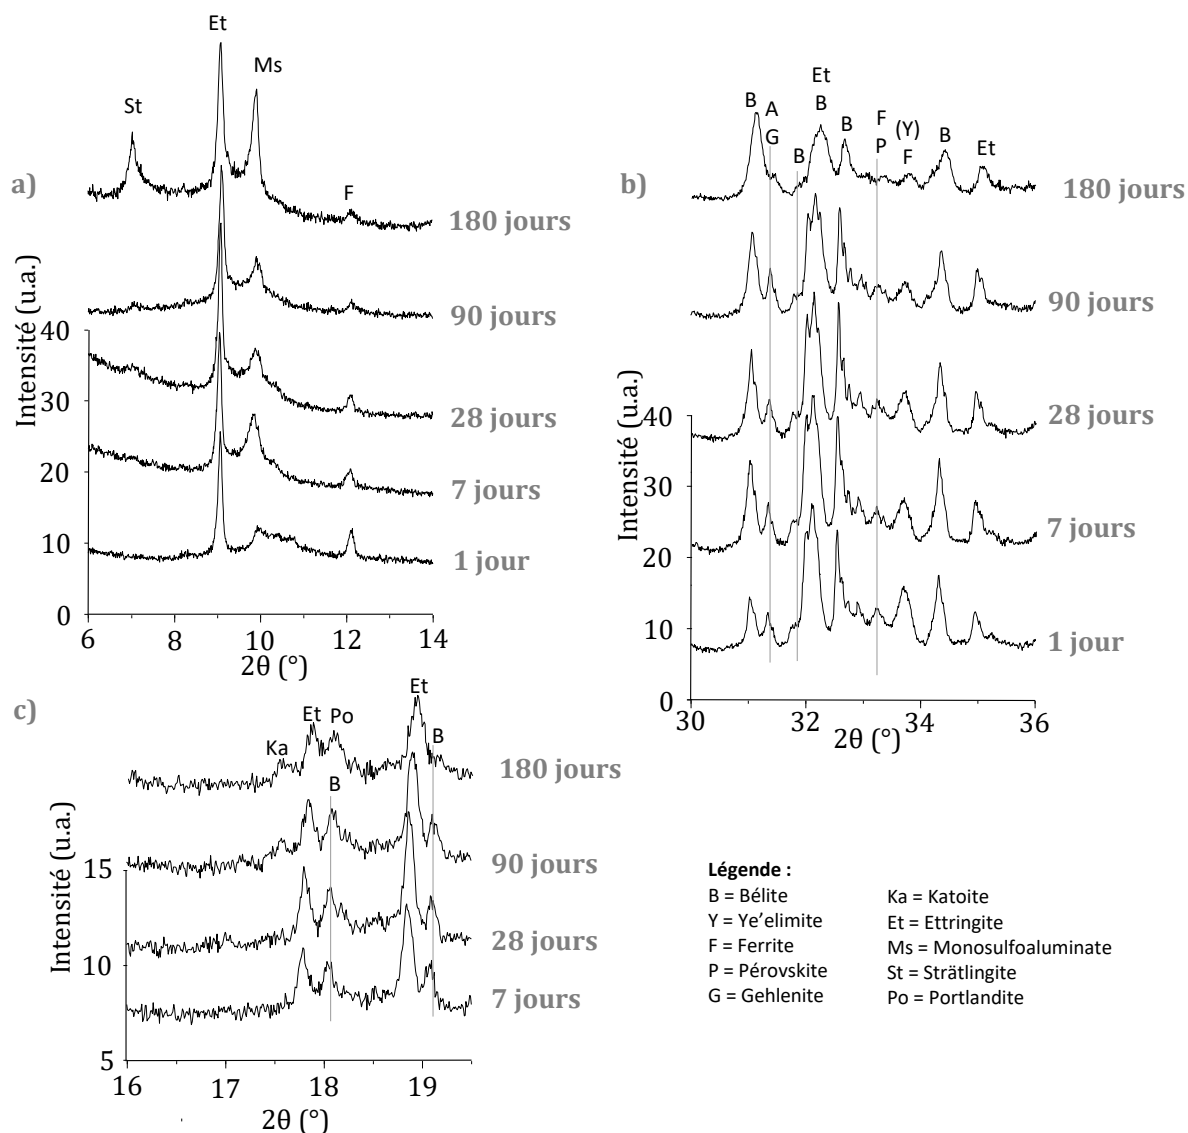 a)
Et
Ms
St
F
180 jours
90 jours
28 jours
7 jours
1 jour
Intensité (u.a.)
40
30
20
10
0
6 8 10 12 14
2θ (°)
b)
B
A
G
B
Et
B
B
F
P
(Y)
F
B
Et
180 jours
90 jours
28 jours
7 jours
1 jour
Intensité (u.a.)
40
30
20
10
0
30 32 34 36
2θ (°)
c)
Ka
Et
Po
B
Et
B
180 jours
90 jours
28 jours
7 jours
Intensité (u.a.)
15
10
5
16 17 18 19
2θ (°)
Légende :
B = Bélite
Y = Ye’elimite
F = Ferrite
P = Pérovskite
G = Gehlenite
Ka = Katoite
Et = Ettringite
Ms = Monosulfoaluminate
St = Strätlingite
Po = Portlandite